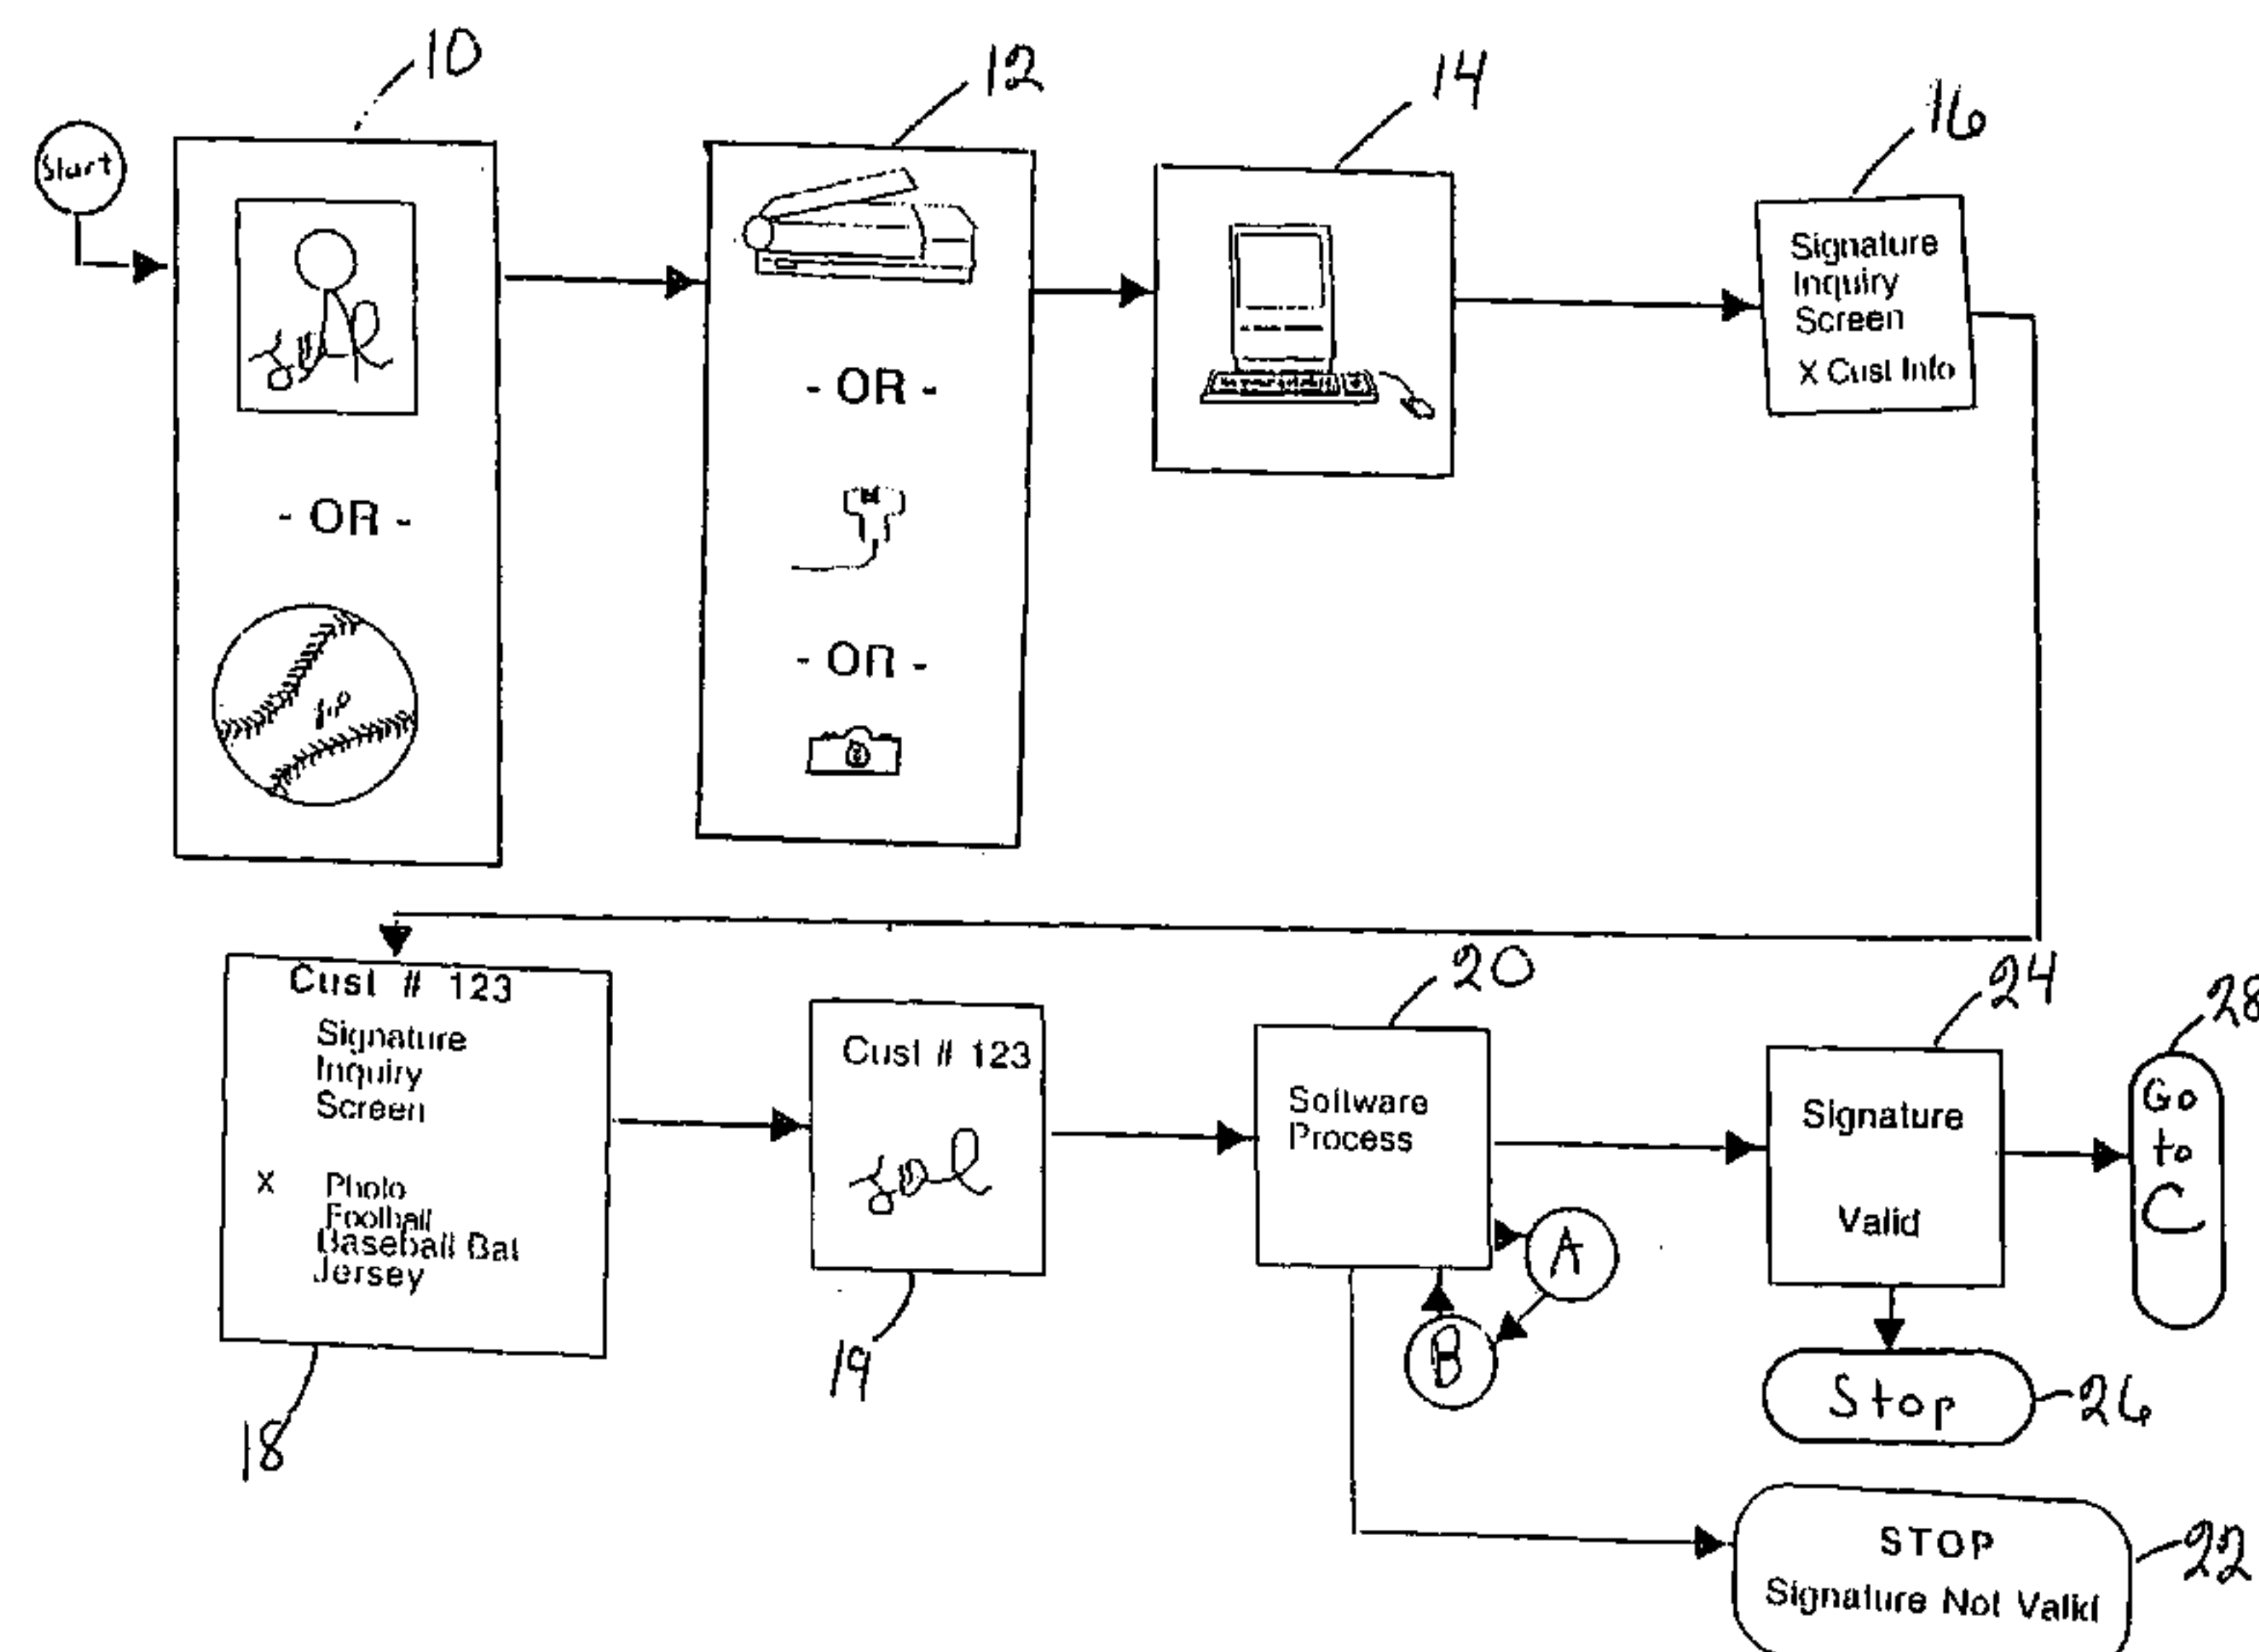 10
12
14
16
Start
- OR -
- OR -
- OR -
Signature
Inquiry
Screen
X Cust Info
Cust # 123
Signature
Inquiry
Screen
X Photo
Football
Baseball Bat
Jersey
18
Cust # 123
Joe
19
20
Software
Process
A
B
24
Signature
Valid
28
Go
to
C
Stop
26
STOP
Signature Not Valid
22